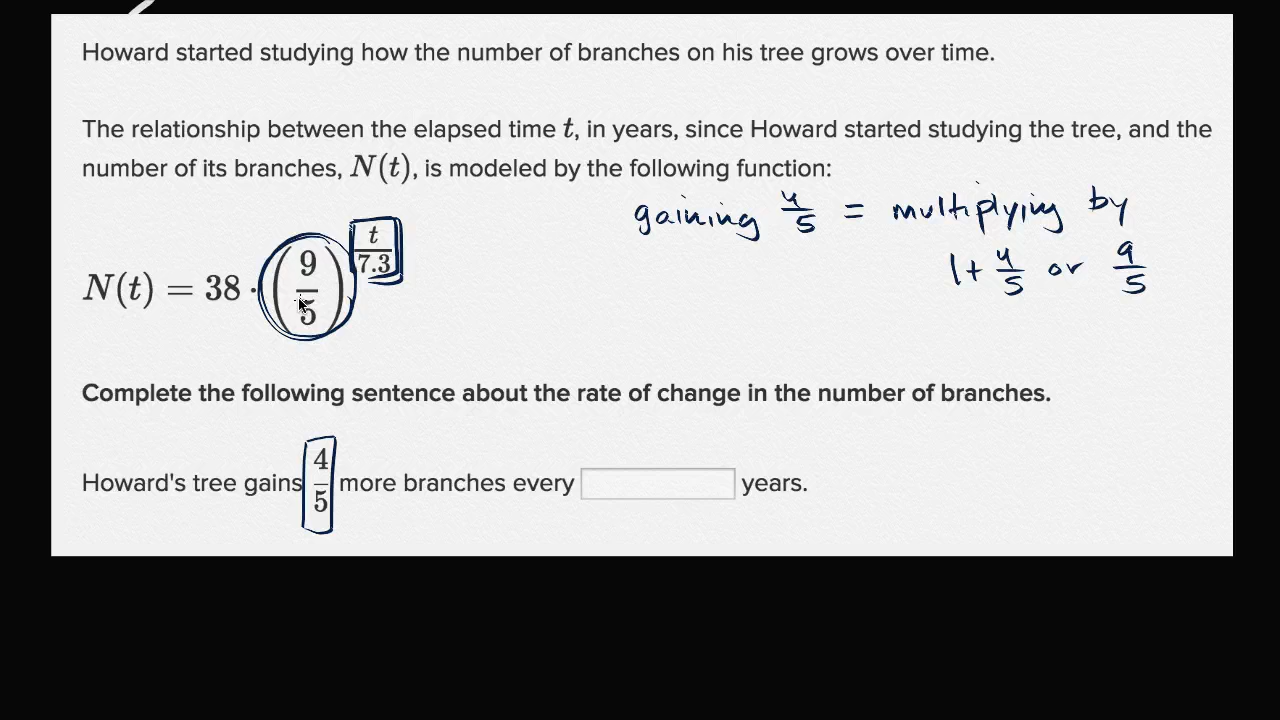 Howard started studying how the number of branches on his tree grows over time.
The relationship between the elapsed time t, in years, since Howard started studying the tree, and the
number of its branches, N(t), is modeled by the following function:
gaining 4/5 = multiplying by
1 + 4/5 or 9/5
N(t) = 38 · (9/5)^(t/7.3)
Complete the following sentence about the rate of change in the number of branches.
Howard's tree gains 4/5 more branches every years.